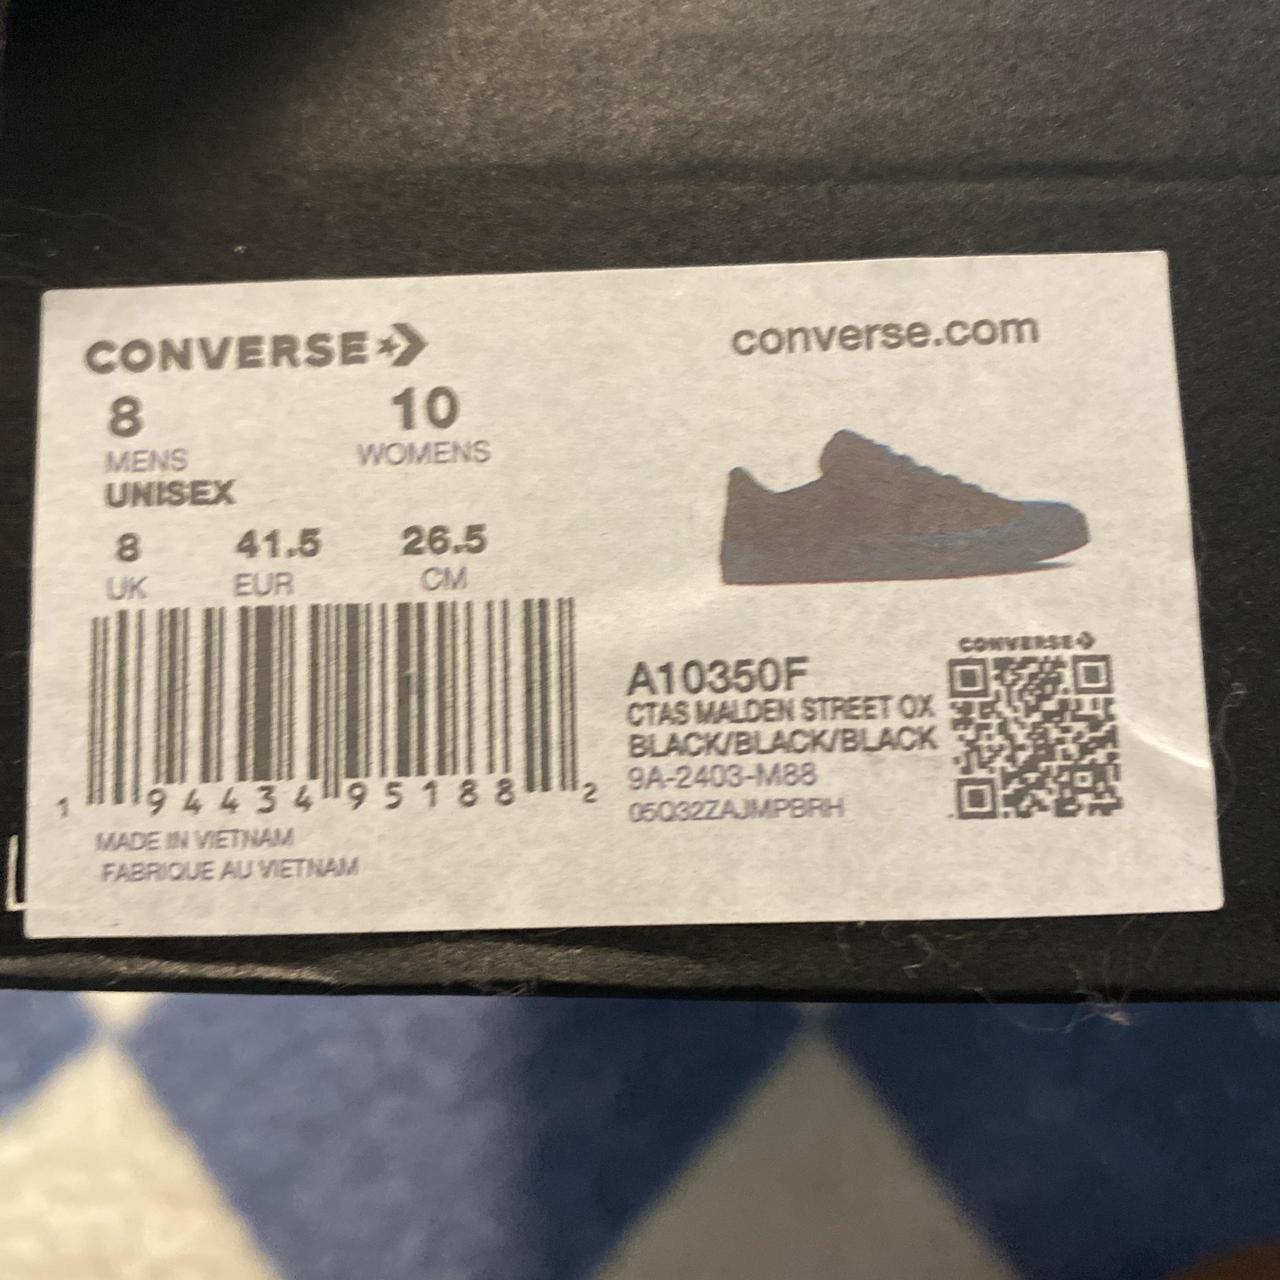 CONVERSE
converse.com
8 10
MENS WOMENS
UNISEX
8 41.5 26.5
UK EUR CM
1 94434 95188 2
MADE IN VIETNAM
FABRIQUE AU VIETNAM
CONVERSE
A10350F
CTAS MALDEN STREET OX
BLACK/BLACK/BLACK
9A-2403-M88
05Q32ZAJMPBRH